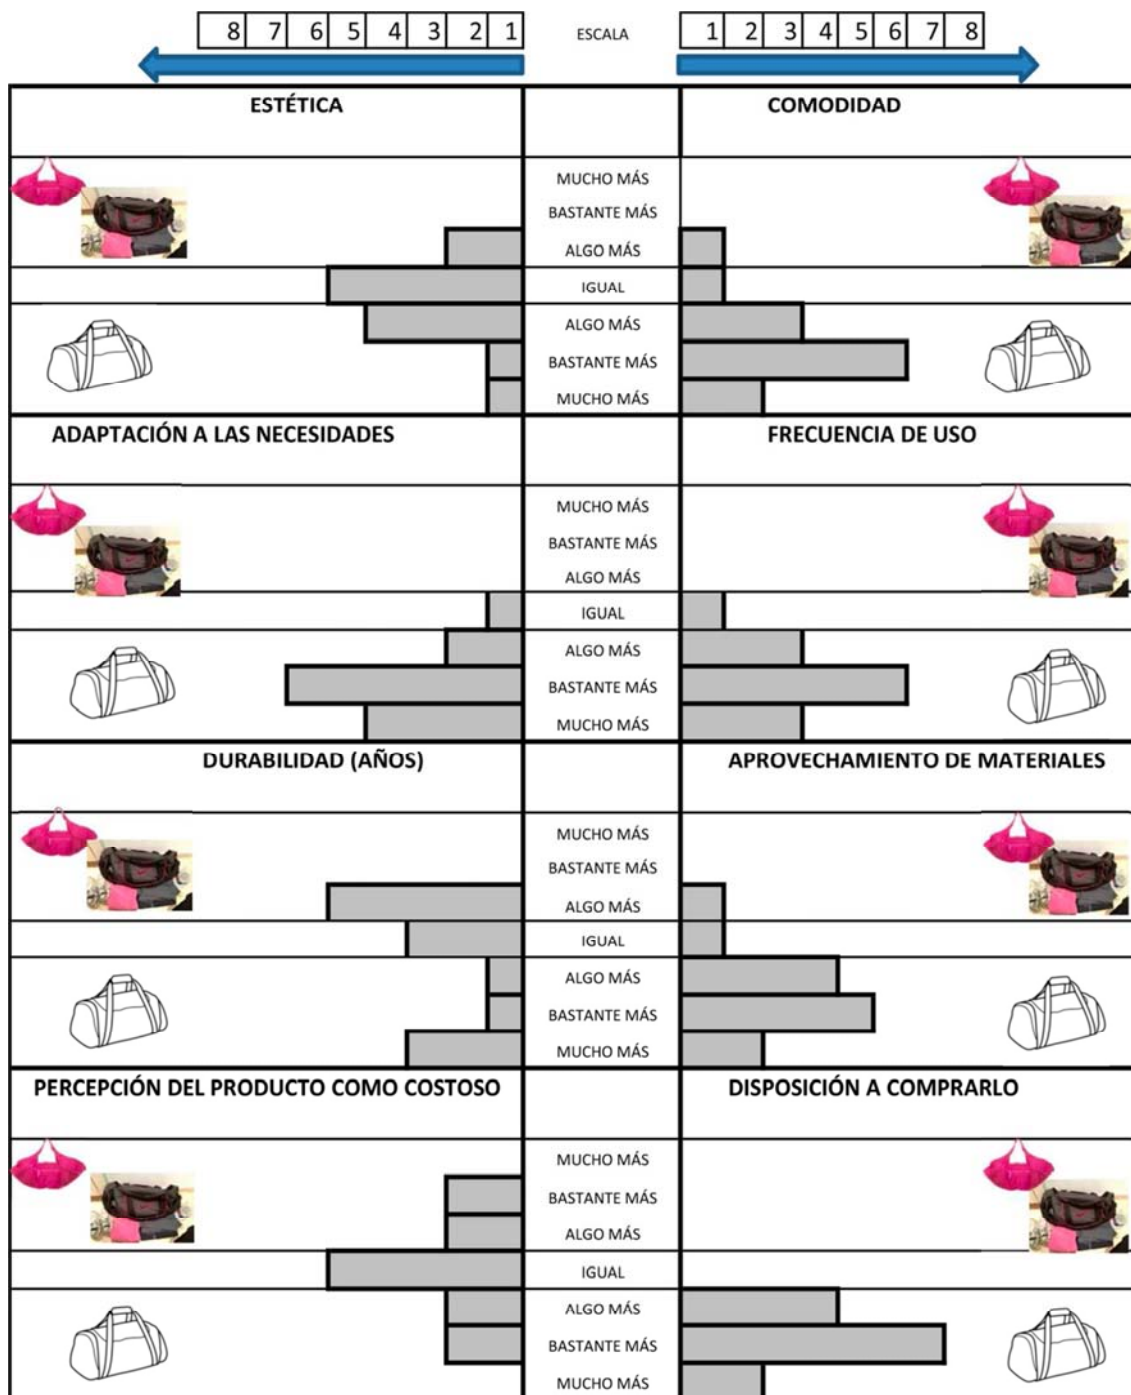 8 7 6 5 4 3 2 1 ESCALA 1 2 3 4 5 6 7 8
ESTÉTICA COMODIDAD
MUCHO MÁS
BASTANTE MÁS
ALGO MÁS
IGUAL
ALGO MÁS
BASTANTE MÁS
MUCHO MÁS
ADAPTACIÓN A LAS NECESIDADES FRECUENCIA DE USO
MUCHO MÁS
BASTANTE MÁS
ALGO MÁS
IGUAL
ALGO MÁS
BASTANTE MÁS
MUCHO MÁS
DURABILIDAD (AÑOS) APROVECHAMIENTO DE MATERIALES
MUCHO MÁS
BASTANTE MÁS
ALGO MÁS
IGUAL
ALGO MÁS
BASTANTE MÁS
MUCHO MÁS
PERCEPCIÓN DEL PRODUCTO COMO COSTOSO DISPOSICIÓN A COMPRARLO
MUCHO MÁS
BASTANTE MÁS
ALGO MÁS
IGUAL
ALGO MÁS
BASTANTE MÁS
MUCHO MÁS